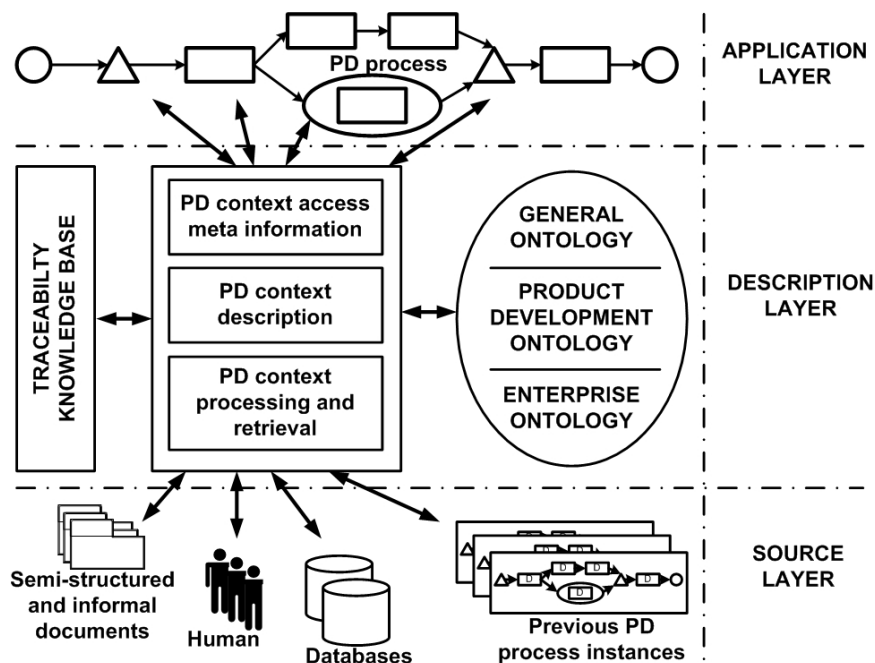 PD process
APPLICATION
LAYER
TRACEABILTY
KNOWLEDGE BASE
PD context access
meta information
PD context
description
PD context
processing and
retrieval
GENERAL
ONTOLOGY
PRODUCT
DEVELOPMENT
ONTOLOGY
ENTERPRISE
ONTOLOGY
DESCRIPTION
LAYER
Semi-structured
and informal
documents
Human
Databases
D
D
D
D
D
Previous PD
process instances
SOURCE
LAYER